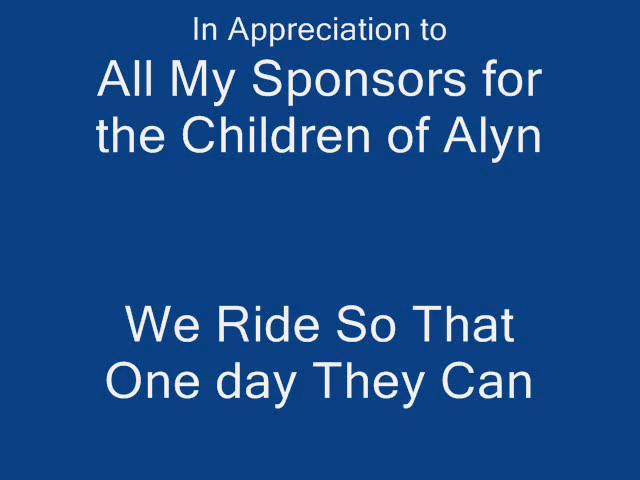 In Appreciation to
All My Sponsors for
the Children of Alyn
We Ride So That
One day They Can